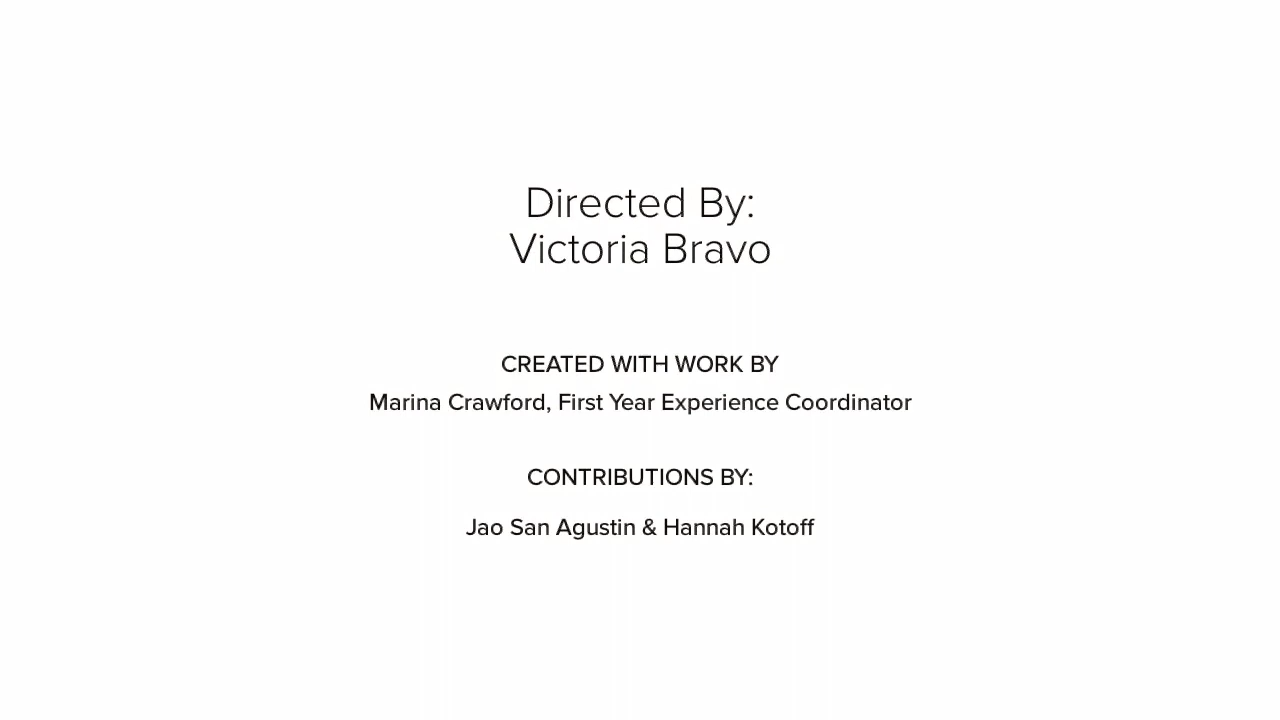 Directed By:
Victoria Bravo
CREATED WITH WORK BY
Marina Crawford, First Year Experience Coordinator
CONTRIBUTIONS BY:
Jao San Agustin & Hannah Kotoff